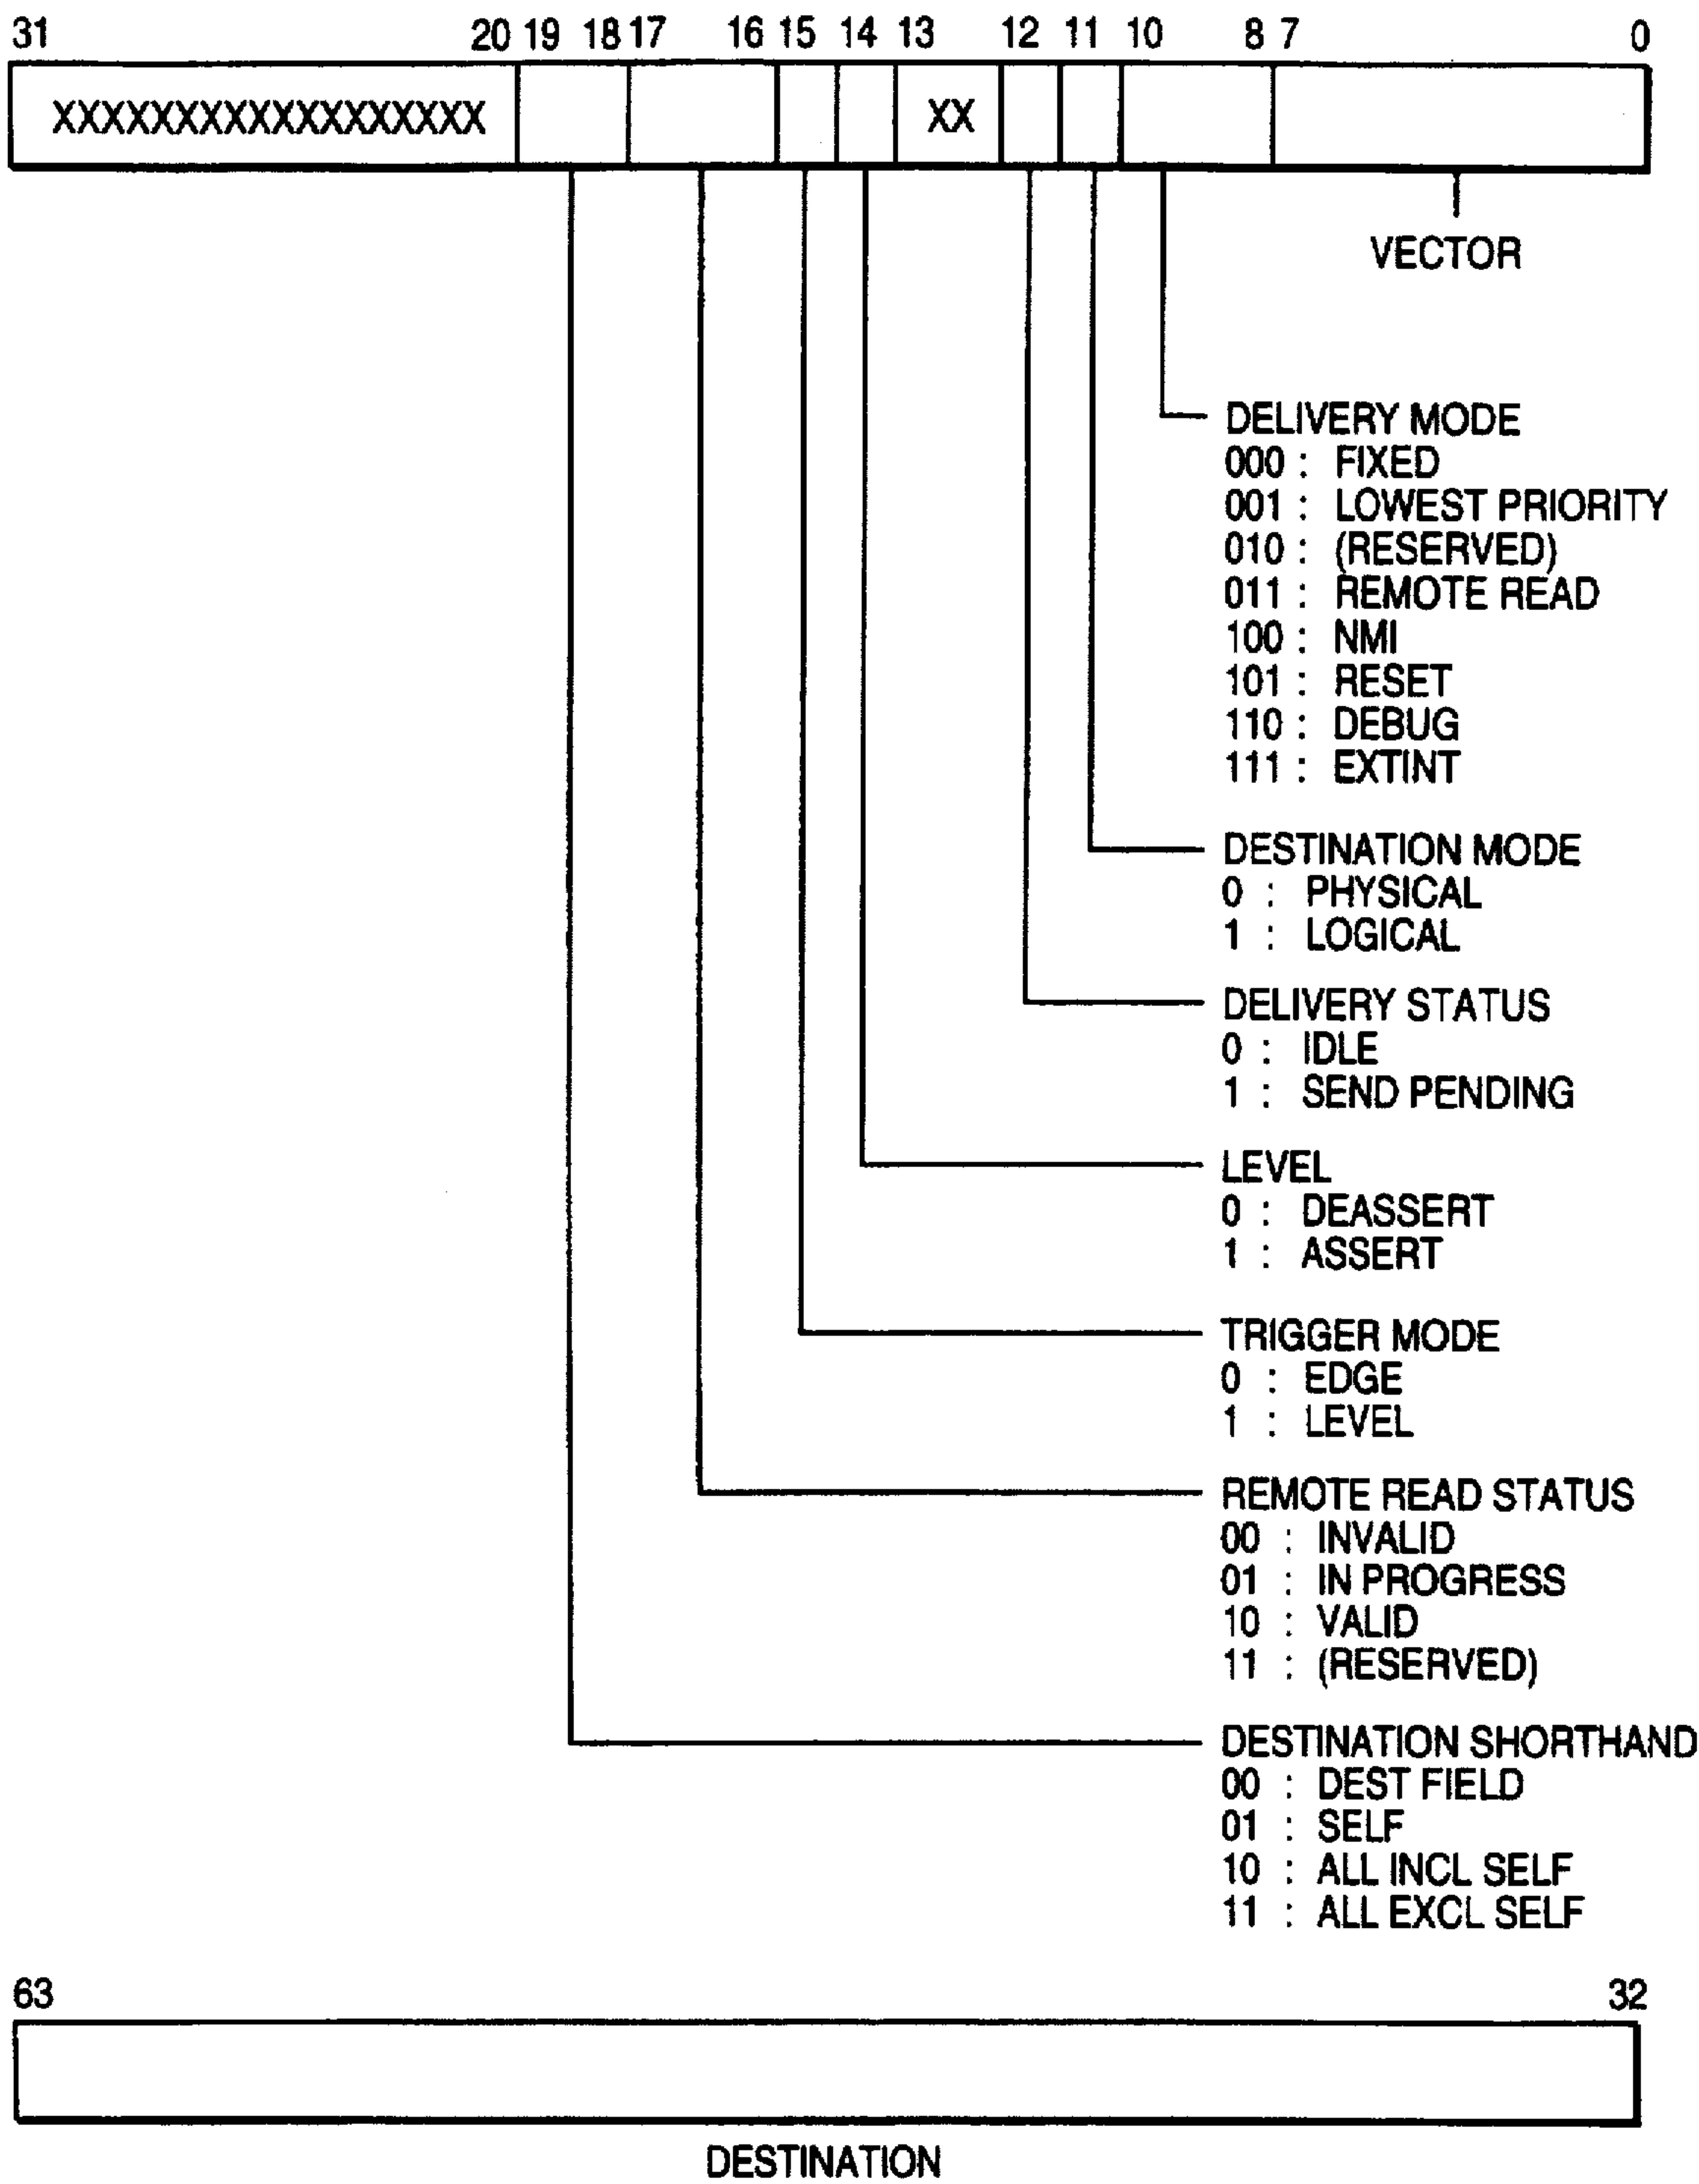 31 20 19 18 17 16 15 14 13 12 11 10 8 7 0
XXXXXXXXXXXXXXXXXX XX
VECTOR
DELIVERY MODE
000 : FIXED
001 : LOWEST PRIORITY
010 : (RESERVED)
011 : REMOTE READ
100 : NMI
101 : RESET
110 : DEBUG
111 : EXTINT
DESTINATION MODE
0 : PHYSICAL
1 : LOGICAL
DELIVERY STATUS
0 : IDLE
1 : SEND PENDING
LEVEL
0 : DEASSERT
1 : ASSERT
TRIGGER MODE
0 : EDGE
1 : LEVEL
REMOTE READ STATUS
00 : INVALID
01 : IN PROGRESS
10 : VALID
11 : (RESERVED)
DESTINATION SHORTHAND
00 : DEST FIELD
01 : SELF
10 : ALL INCL SELF
11 : ALL EXCL SELF
63 32
DESTINATION